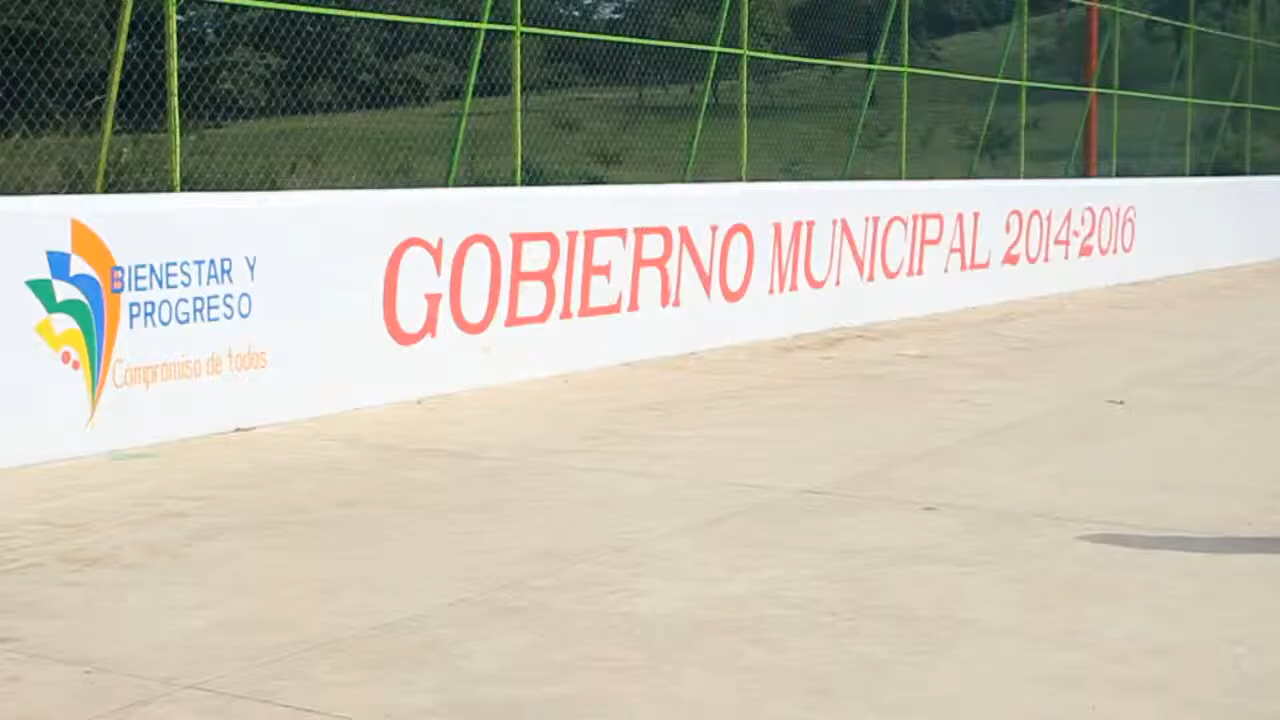 BIENESTAR Y
PROGRESO
Compromiso de todos
GOBIERNO MUNICIPAL 2014-2016